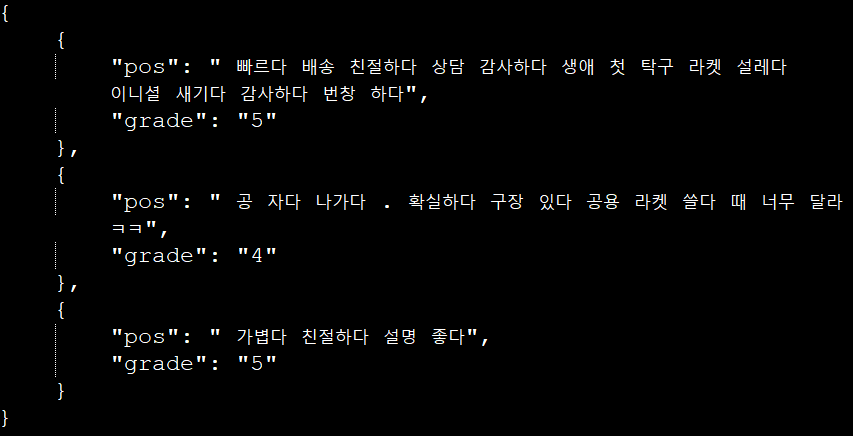 {
{
"pos": " 빠르다 배송 친절하다 상담 감사하다 생애 첫 탁구 라켓 설레다
이니셜 새기다 감사하다 번창 하다",
"grade": "5"
},
{
"pos": " 공 자다 나가다 . 확실하다 구장 있다 공용 라켓 쓸다 때 너무 달라
ㅋㅋ",
"grade": "4"
},
{
"pos": " 가볍다 친절하다 설명 좋다",
"grade": "5"
}
}